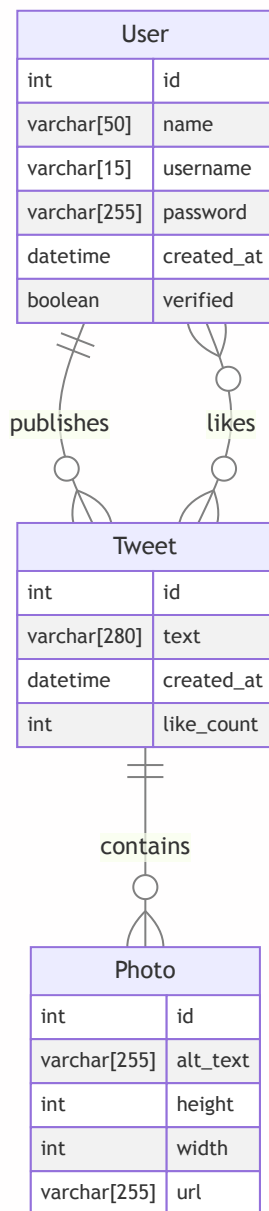 User
int id
varchar[50] name
varchar[15] username
varchar[255] password
datetime created_at
boolean verified
publishes likes
Tweet
int id
varchar[280] text
datetime created_at
int like_count
contains
Photo
int id
varchar[255] alt_text
int height
int width
varchar[255] url